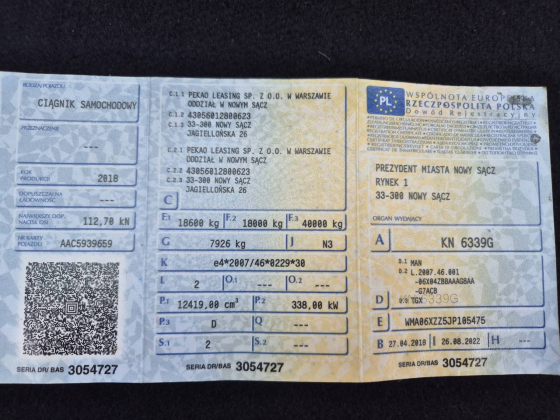 RODZAJ POJAZDU
CIĄGNIK SAMOCHODOWY
PRZEZNACZENIE
---
ROK PRODUKCJI
2018
DOPUSZCZALNA ŁADOWNOŚĆ
---
NAJWIĘKSZY DOP. NACISK OSI
112,70 kN
NR KARTY POJAZDU
AAC5939659
SERIA DR/BAS 3054727
C.1.1 PEKAO LEASING SP. Z O.O. W WARSZAWIE
ODDZIAŁ W NOWYM SĄCZ
C.1.2 43056012800623
C.1.3 33-300 NOWY SĄCZ
JAGIELLOŃSKA 26
C.2.1 PEKAO LEASING SP. Z O.O. W WARSZAWIE
ODDZIAŁ W NOWYM SĄCZ
C.2.2 43056012800623
C.2.3 33-300 NOWY SĄCZ
JAGIELLOŃSKA 26
C
F.1 18600 kg F.2 18000 kg F.3 40000 kg
G 7926 kg J N3
K e4*2007/46*0229*30
L 2 O.1 --- O.2 ---
P.1 12419,00 cm³ P.2 338,00 kW
P.3 D Q ---
S.1 2 S.2 ---
SERIA DR/BAS 3054727
PL
WSPÓLNOTA EUROPEJSKA
RZECZPOSPOLITA POLSKA
Dowód Rejestracyjny
PREZYDENT MIASTA NOWY SĄCZ
RYNEK 1
33-300 NOWY SĄCZ
ORGAN WYDAJĄCY
A KN 6339G
D.1 MAN
D.2 L.2007.46.001
-06X04ZBBAAAGBAA
-G7ACB
D D.3 TGX
E WMA06XZZ5JP105475
B 27.04.2018 I 26.08.2022 H ---
SERIA DR/BAS 3054727